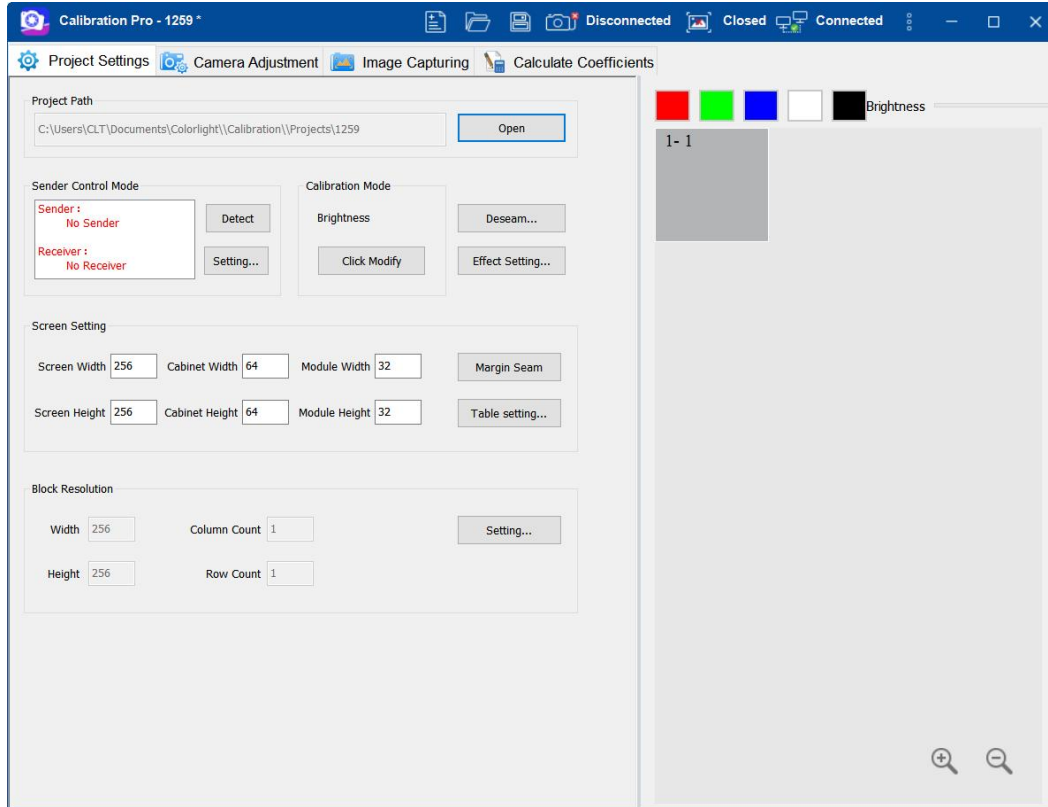 Calibration Pro - 1259 *
Disconnected
Closed
Connected
Project Settings
Camera Adjustment
Image Capturing
Calculate Coefficients
Project Path
C:\Users\CLT\Documents\Colorlight\\Calibration\\Projects\1259
Open
Brightness
1- 1
Sender Control Mode
Calibration Mode
Sender :
No Sender
Receiver :
No Receiver
Detect
Setting...
Brightness
Click Modify
Deseam...
Effect Setting...
Screen Setting
Screen Width 256
Cabinet Width 64
Module Width 32
Margin Seam
Screen Height 256
Cabinet Height 64
Module Height 32
Table setting...
Block Resolution
Width 256
Column Count 1
Setting...
Height 256
Row Count 1